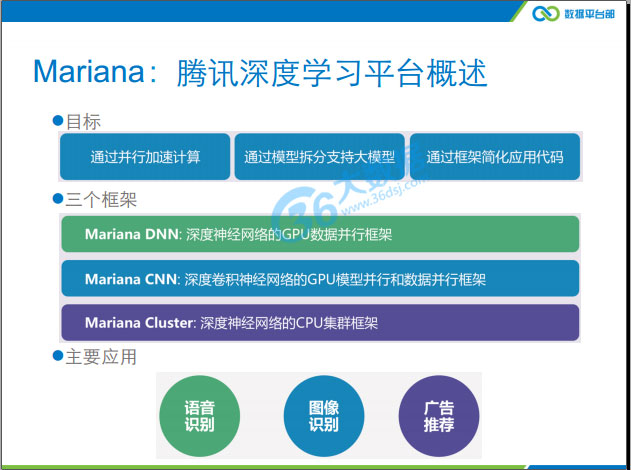 数据平台部
Mariana：腾讯深度学习平台概述
目标
通过并行加速计算
通过模型拆分支持大模型
通过框架简化应用代码
36大数据
www.36dsj.com
三个框架
Mariana DNN: 深度神经网络的GPU数据并行框架
Mariana CNN: 深度卷积神经网络的GPU模型并行和数据并行框架
Mariana Cluster: 深度神经网络的CPU集群框架
主要应用
语音
识别
图像
识别
广告
推荐